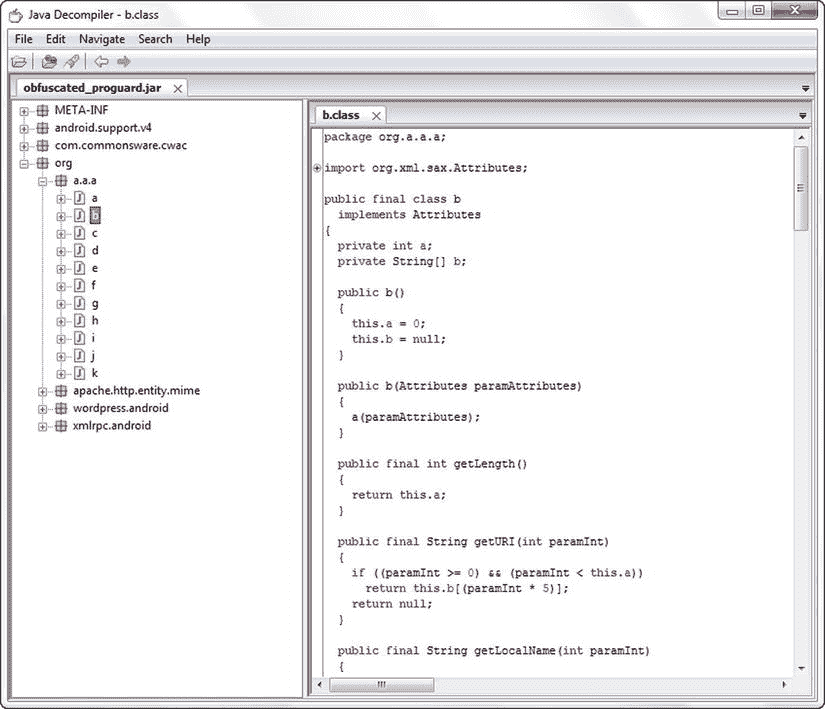 Java Decompiler - b.class
File Edit Navigate Search Help
obfuscated_proguard.jar
META-INF
android.support.v4
com.commonsware.cwac
org
a.a.a
a
b
c
d
e
f
g
h
i
j
k
apache.http.entity.mime
wordpress.android
xmlrpc.android
b.class
package org.a.a.a;
import org.xml.sax.Attributes;
public final class b
implements Attributes
{
private int a;
private String[] b;
public b()
{
this.a = 0;
this.b = null;
}
public b(Attributes paramAttributes)
{
a(paramAttributes);
}
public final int getLength()
{
return this.a;
}
public final String getURI(int paramInt)
{
if ((paramInt >= 0) && (paramInt < this.a))
return this.b[(paramInt * 5)];
return null;
}
public final String getLocalName(int paramInt)
{